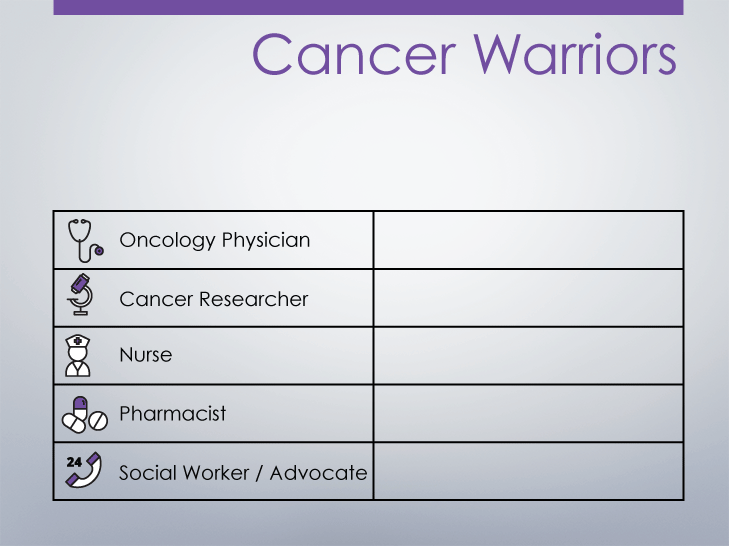 Cancer Warriors
Oncology Physician
Cancer Researcher
Nurse
Pharmacist
24
Social Worker / Advocate